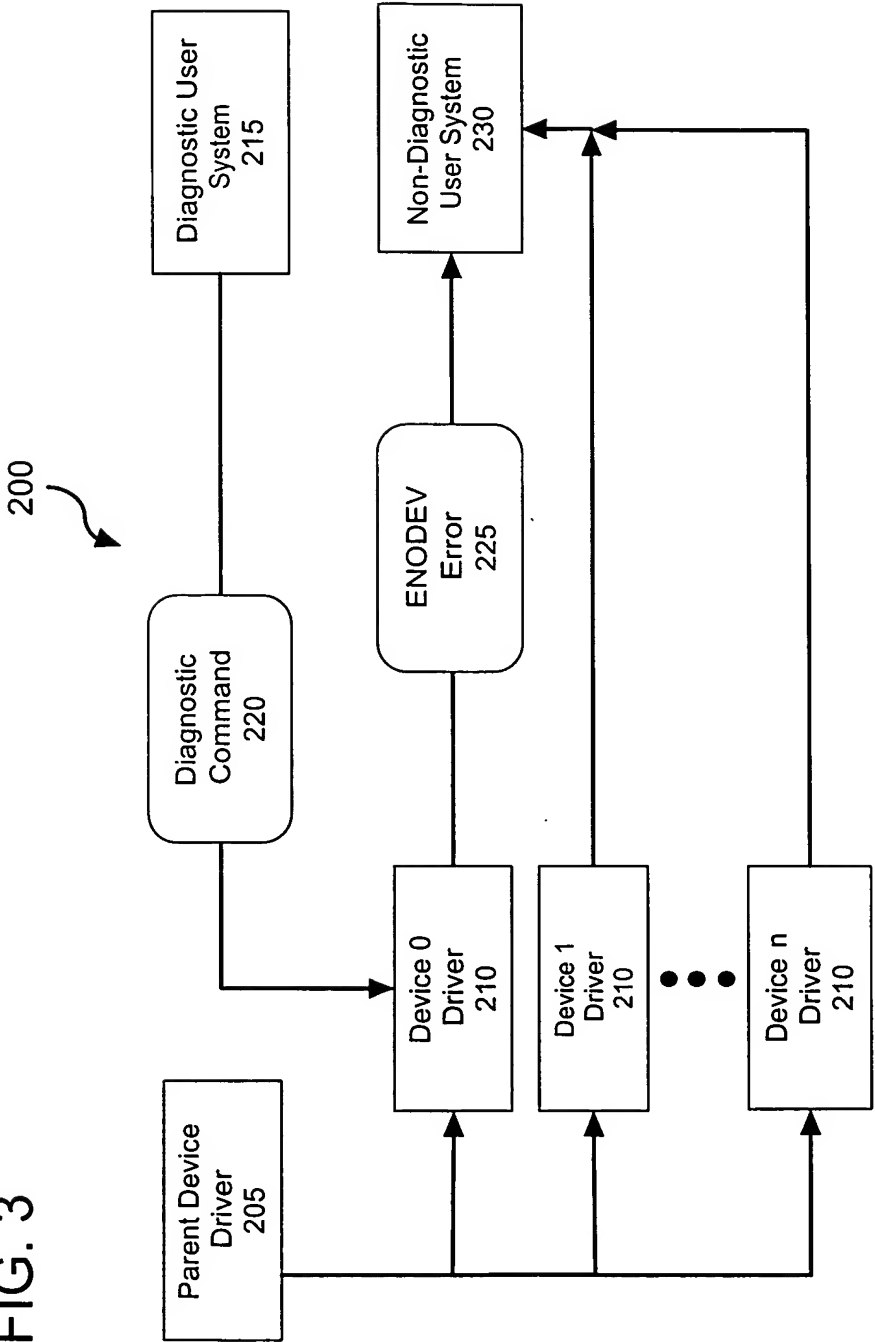 FIG. 3
200
Parent Device
Driver
205
Diagnostic
Command
220
Diagnostic User
System
215
Device 0
Driver
210
ENODEV
Error
225
Non-Diagnostic
User System
230
Device 1
Driver
210
Device n
Driver
210